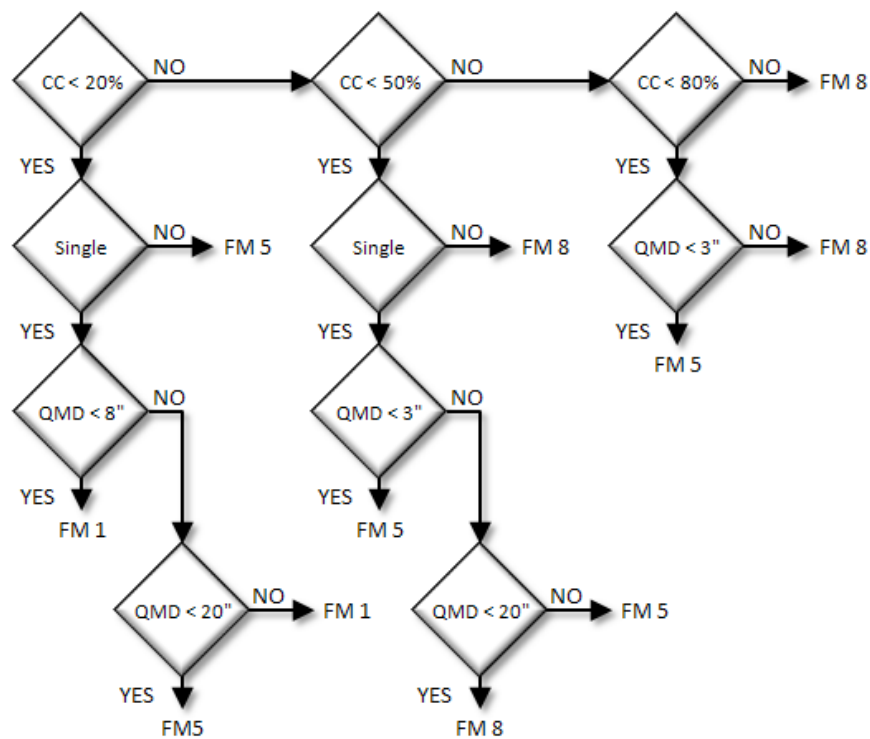 CC < 20%
NO
CC < 50%
NO
CC < 80%
NO
FM 8
YES
YES
YES
Single
NO
FM 5
Single
NO
FM 8
QMD < 3"
NO
FM 8
YES
YES
YES
FM 5
QMD < 8"
NO
QMD < 3"
NO
YES
FM 1
YES
FM 5
QMD < 20"
NO
FM 1
QMD < 20"
NO
FM 5
YES
FM5
YES
FM 8